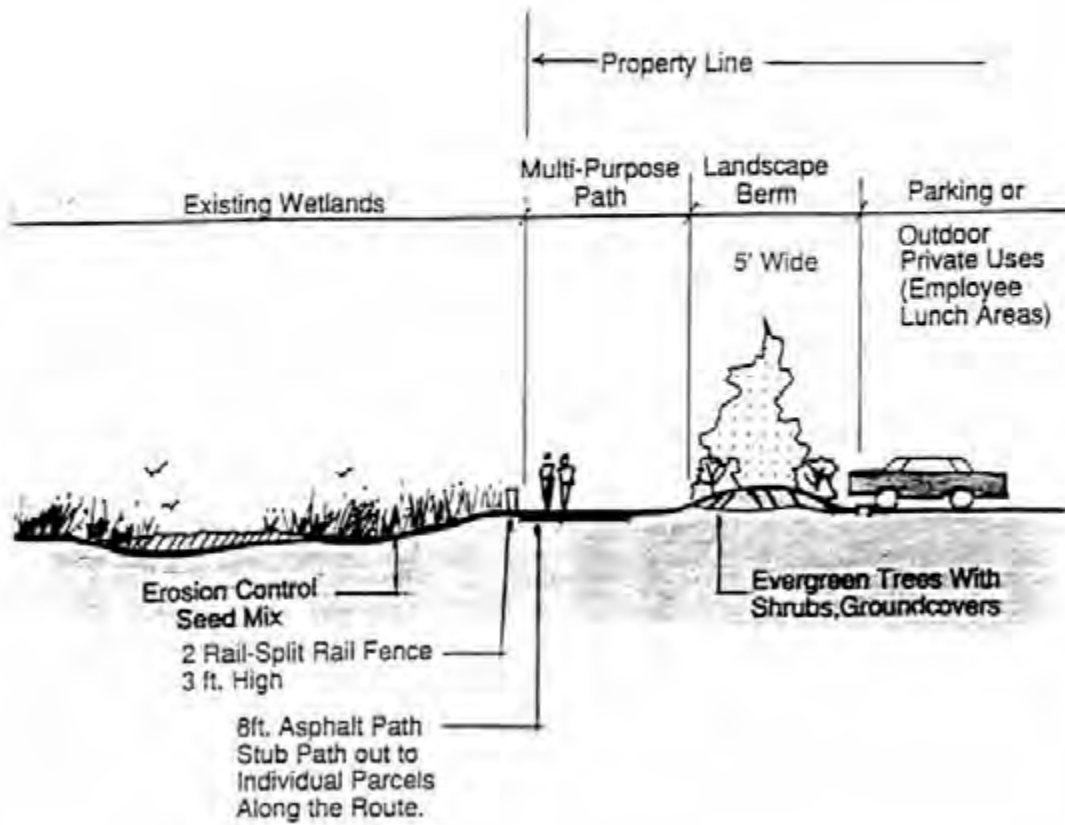 Property Line
Existing Wetlands
Multi-Purpose
Path
Landscape
Berm
Parking or
5' Wide
Outdoor
Private Uses
(Employee
Lunch Areas)
Erosion Control
Seed Mix
2 Rail-Split Rail Fence
3 ft. High
8ft. Asphalt Path
Stub Path out to
Individual Parcels
Along the Route.
Evergreen Trees With
Shrubs,Groundcovers